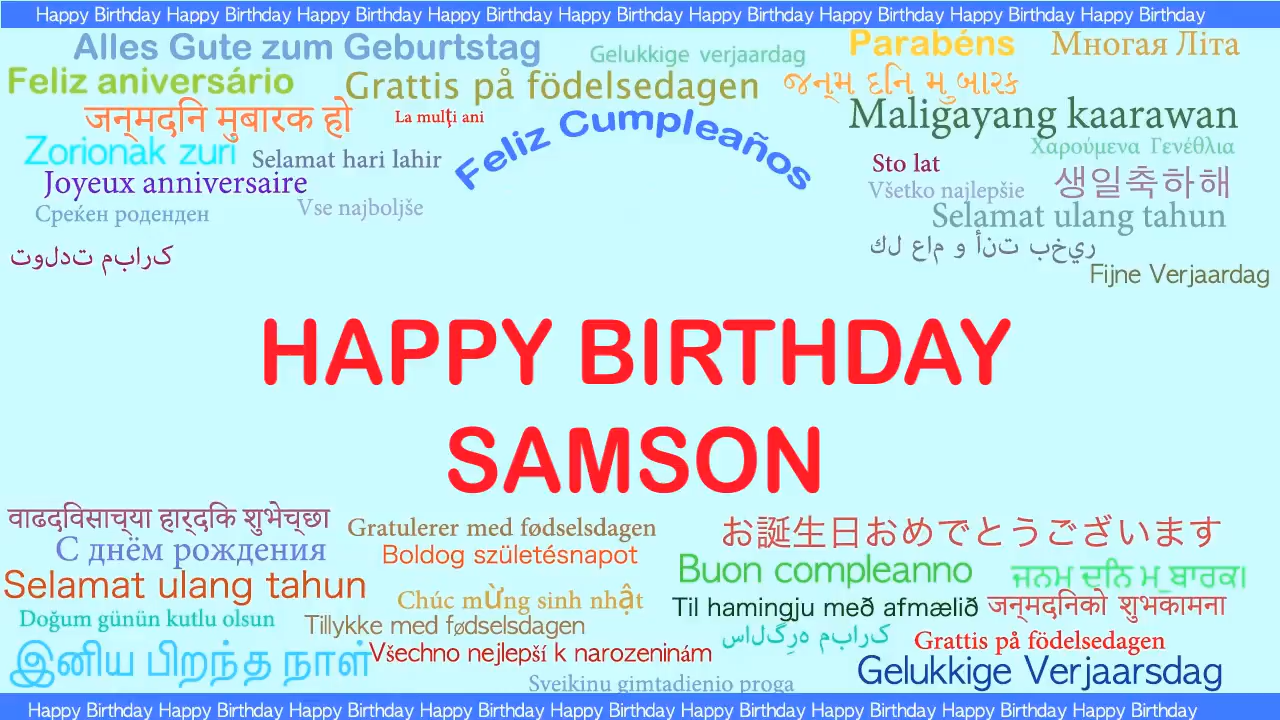 Happy Birthday Happy Birthday Happy Birthday Happy Birthday Happy Birthday Happy Birthday Happy Birthday Happy Birthday Happy Birthday
Alles Gute zum Geburtstag
Gelukkige verjaardag
Parabéns
Многая Літа
Feliz aniversário
Grattis på födelsedagen
જન્મ દનિ મુબારક
जन्मदनि मुबारक हो
La mulţi ani
Feliz Cumpleaños
Maligayang kaarawan
Zorionak zuri
Selamat hari lahir
Χαρούμενα Γενέθλια
Sto lat
Joyeux anniversaire
Všetko najlepšie
생일축하해
Среќен роденден
Vse najboljše
Selamat ulang tahun
تولدت مبارک
كل عام و أنت بخير
Fijne Verjaardag
HAPPY BIRTHDAY
SAMSON
वाढदविसाच्या हार्दकि शुभेच्छा
Gratulerer med fødselsdagen
お誕生日おめでとうございます
С днём рождения
Boldog születésnapot
Buon compleanno
ਜਨਮ ਦਨਿ ਮੁਬਾਰਕ।
Selamat ulang tahun
Chúc mừng sinh nhật
Til hamingju með afmælið
जन्मदनिको शुभकामना
Doğum günün kutlu olsun
Tillykke med fødselsdagen
سالگرِہ مبارک
Grattis på födelsedagen
இனிய பிறந்த நாள்
Všechno nejlepší k narozeninám
Gelukkige Verjaarsdag
Sveikinu gimtadienio proga
Happy Birthday Happy Birthday Happy Birthday Happy Birthday Happy Birthday Happy Birthday Happy Birthday Happy Birthday Happy Birthday